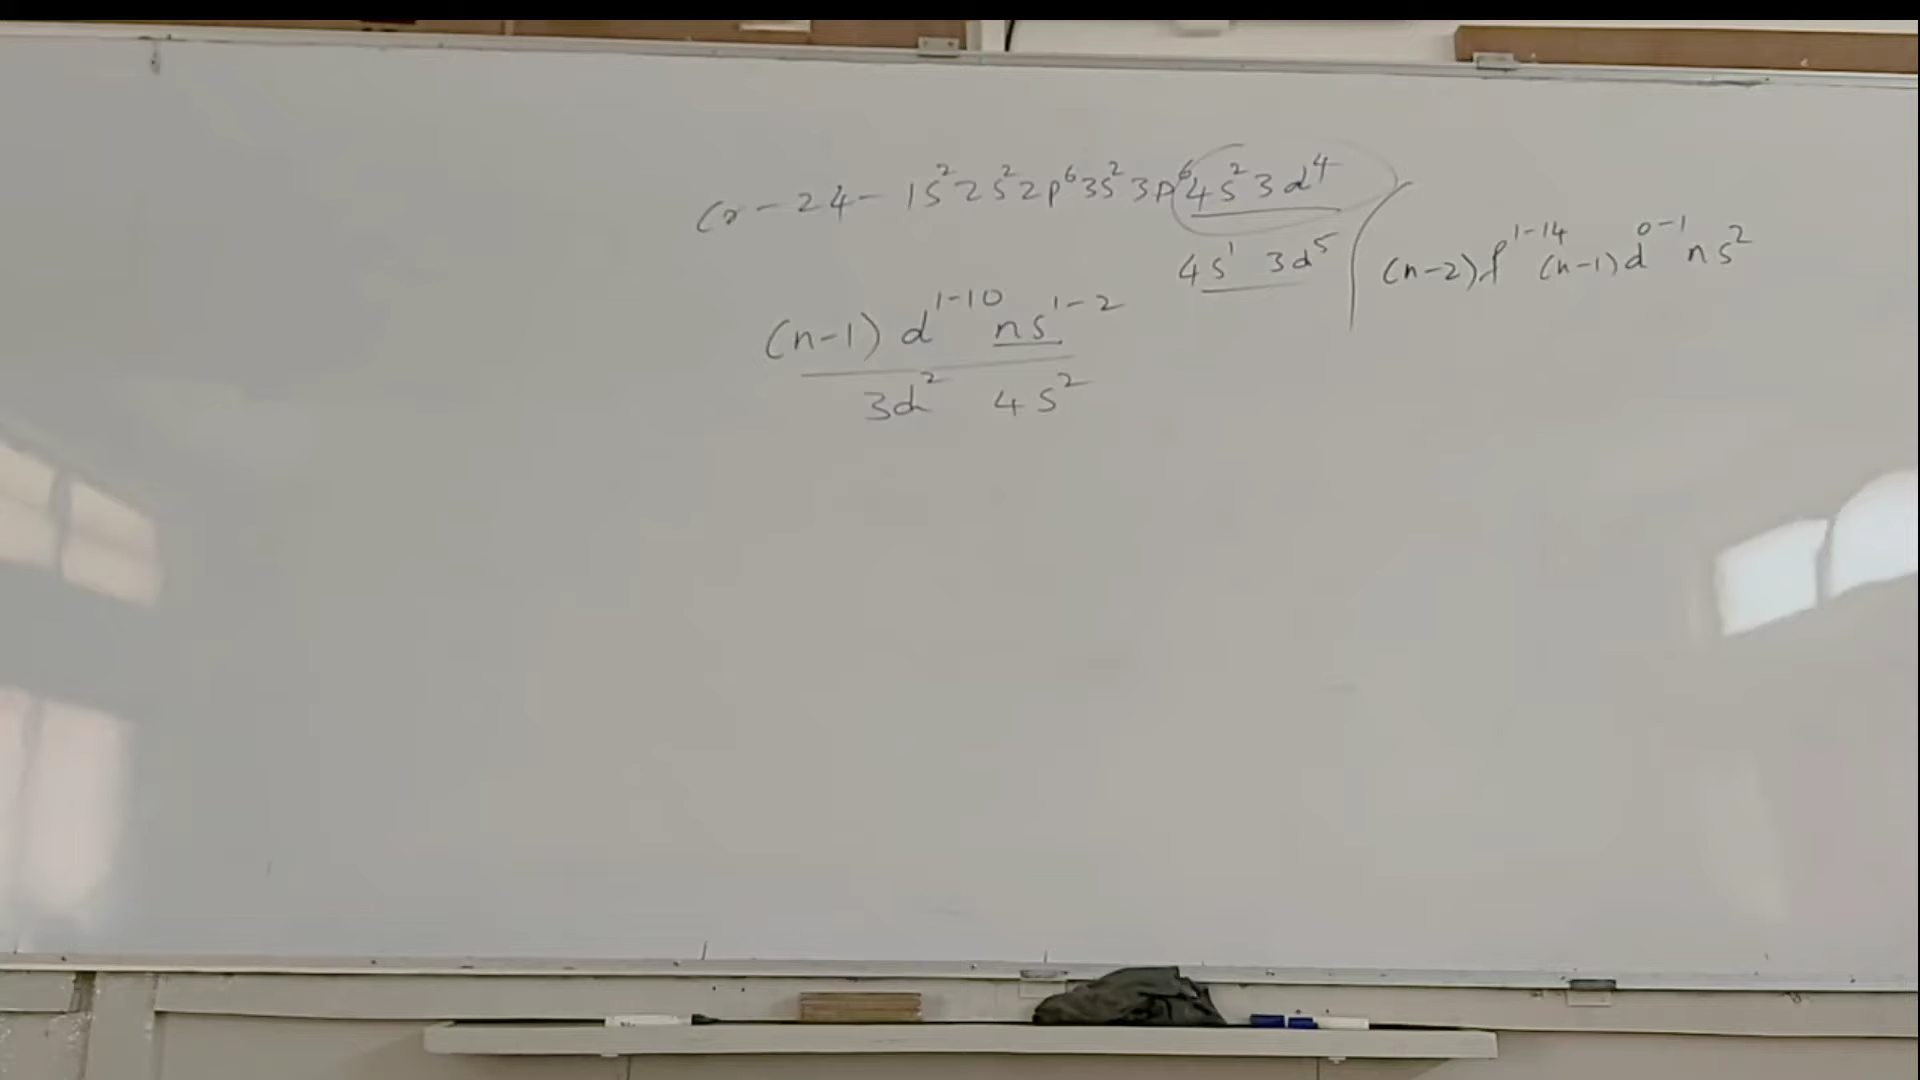 Cr - 24 - 1s² 2s² 2p⁶ 3s² 3p⁶ 4s² 3d⁴
4s¹ 3d⁵
(n-2)f¹⁻¹⁴ (n-1)d⁰⁻¹ ns²
(n-1) d¹⁻¹⁰ ns¹⁻²
3d² 4s²